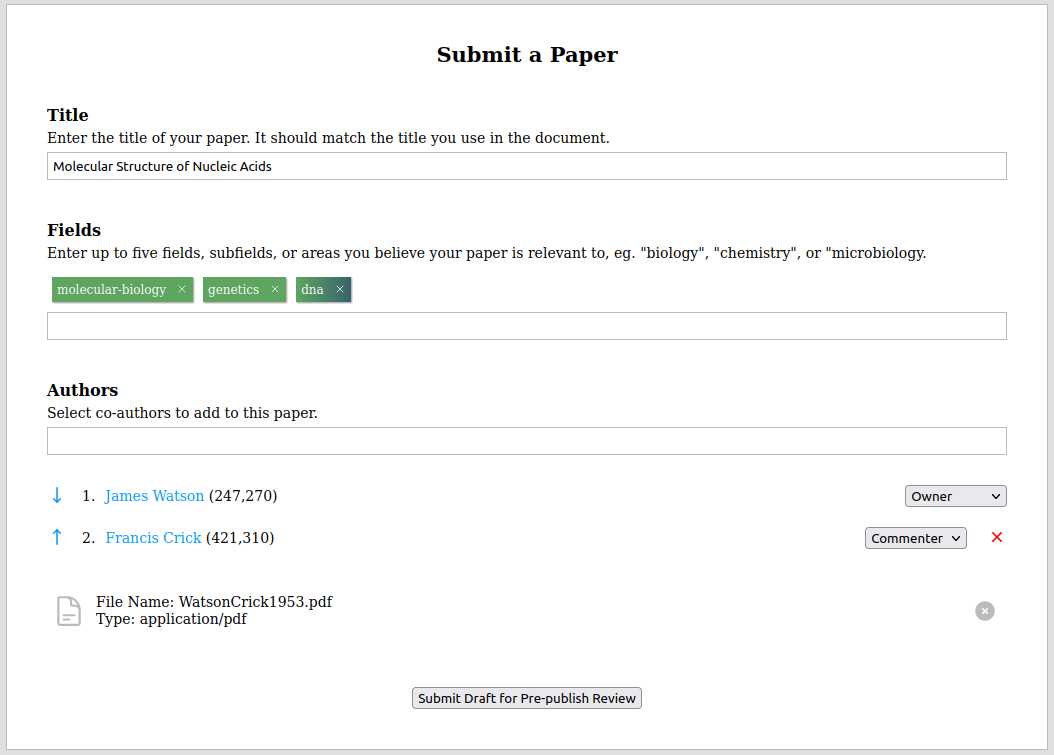 Submit a Paper
Title
Enter the title of your paper. It should match the title you use in the document.
Molecular Structure of Nucleic Acids
Fields
Enter up to five fields, subfields, or areas you believe your paper is relevant to, eg. "biology", "chemistry", or "microbiology.
molecular-biology × genetics × dna ×
Authors
Select co-authors to add to this paper.
↓ 1. James Watson (247,270) Owner
↑ 2. Francis Crick (421,310) Commenter ×
File Name: WatsonCrick1953.pdf
Type: application/pdf
Submit Draft for Pre-publish Review